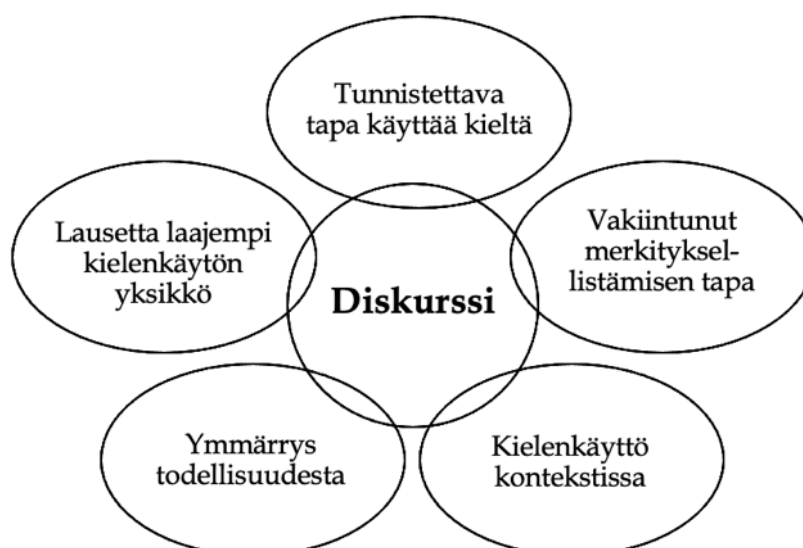 Tunnistettava
tapa käyttää kieltä
Lausetta laajempi
kielenkäytön
yksikkö
Vakiintunut
merkityksel-
listämisen tapa
Diskurssi
Ymmärrys
todellisuudesta
Kielenkäyttö
kontekstissa